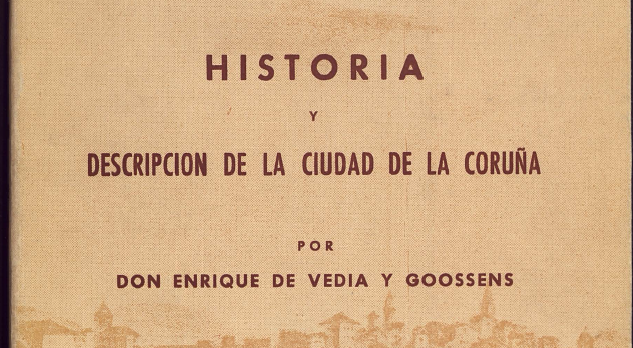 HISTORIA
Y
DESCRIPCION DE LA CIUDAD DE LA CORUÑA
POR
DON ENRIQUE DE VEDIA Y GOOSSENS